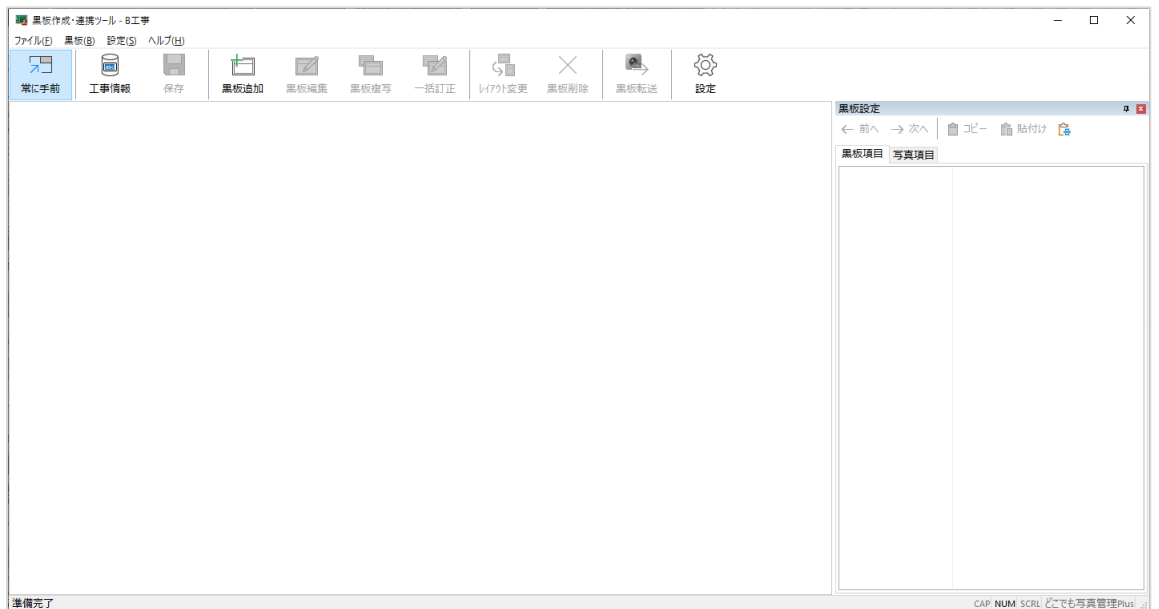 黒板作成・連携ツール - B工事
ファイル(F) 黒板(B) 設定(S) ヘルプ(H)
常に手前 工事情報 保存 黒板追加 黒板編集 黒板複写 一括訂正 レイアウト変更 黒板削除 黒板転送 設定
黒板設定
前へ 次へ コピー 貼付け
黒板項目 写真項目
準備完了 CAP NUM SCRL どこでも写真管理Plus